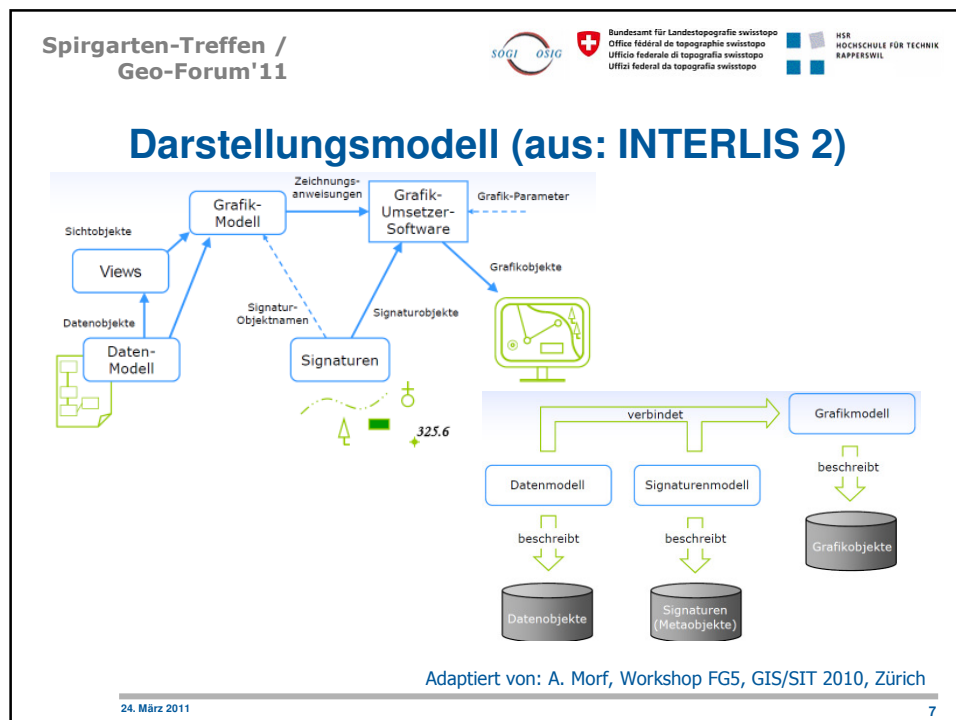 Spirgarten-Treffen /
Geo-Forum'11
SOGI OSIG
Bundesamt für Landestopografie swisstopo
Office fédéral de topographie swisstopo
Ufficio federale di topografia swisstopo
Uffizi federal da topografia swisstopo
HSR
HOCHSCHULE FÜR TECHNIK
RAPPERSWIL
Darstellungsmodell (aus: INTERLIS 2)
Zeichnungs-
anweisungen
Grafik-
Modell
Grafik-
Umsetzer-
Software
Grafik-Parameter
Sichtobjekte
Views
Grafikobjekte
Datenobjekte
Signatur-
Objektnamen
Signaturobjekte
Daten-
Modell
Signaturen
325.6
verbindet
Grafikmodell
beschreibt
Datenmodell
Signaturenmodell
beschreibt
beschreibt
Grafikobjekte
Datenobjekte
Signaturen
(Metaobjekte)
Adaptiert von: A. Morf, Workshop FG5, GIS/SIT 2010, Zürich
24. März 2011
7